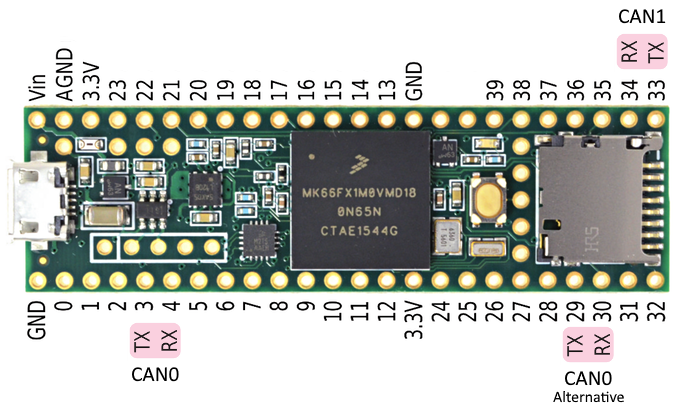 CAN1
RX TX
Vin AGND 3.3V 23 22 21 20 19 18 17 16 15 14 13 GND 39 38 37 36 35 34 33
MK66FX1M0VMD18
0N65N
CTAE1544G
GND 0 1 2 3 4 5 6 7 8 9 10 11 12 3.3V 24 25 26 27 28 29 30 31 32
TX RX TX RX
CAN0 CAN0
Alternative